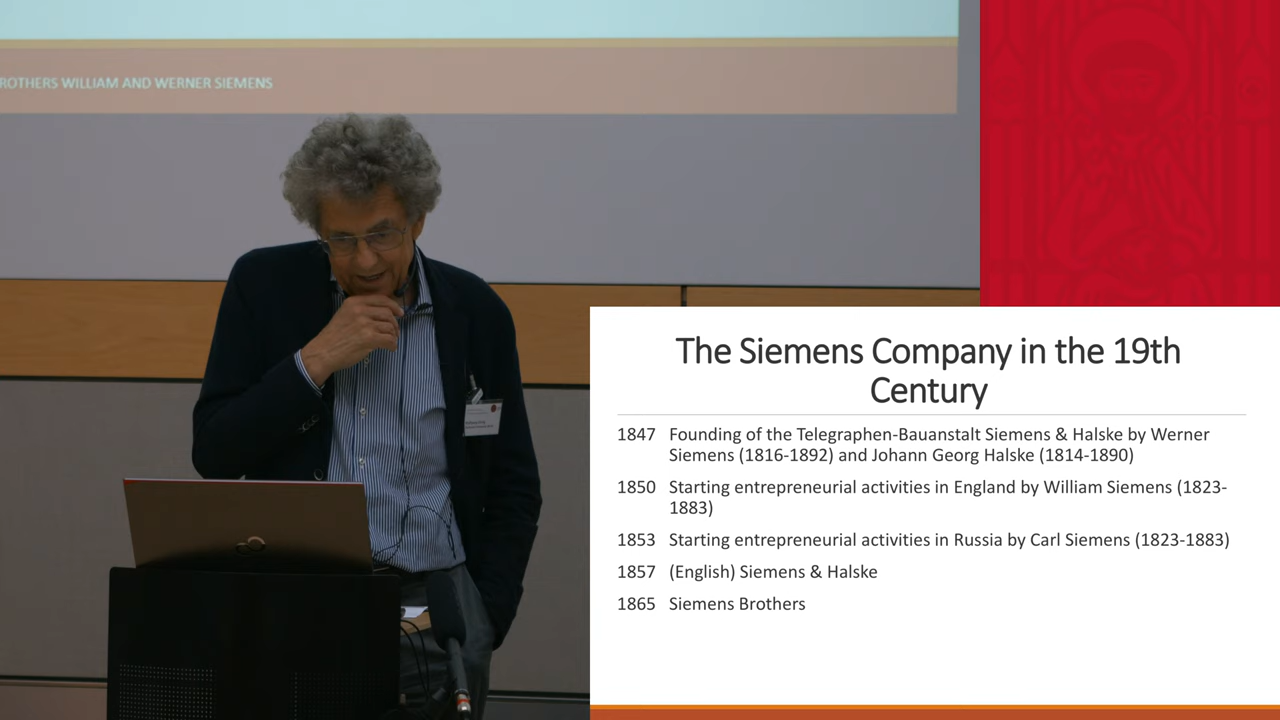 ROTHERS WILLIAM AND WERNER SIEMENS
The Siemens Company in the 19th
Century
1847 Founding of the Telegraphen-Bauanstalt Siemens & Halske by Werner
Siemens (1816-1892) and Johann Georg Halske (1814-1890)
1850 Starting entrepreneurial activities in England by William Siemens (1823-
1883)
1853 Starting entrepreneurial activities in Russia by Carl Siemens (1823-1883)
1857 (English) Siemens & Halske
1865 Siemens Brothers